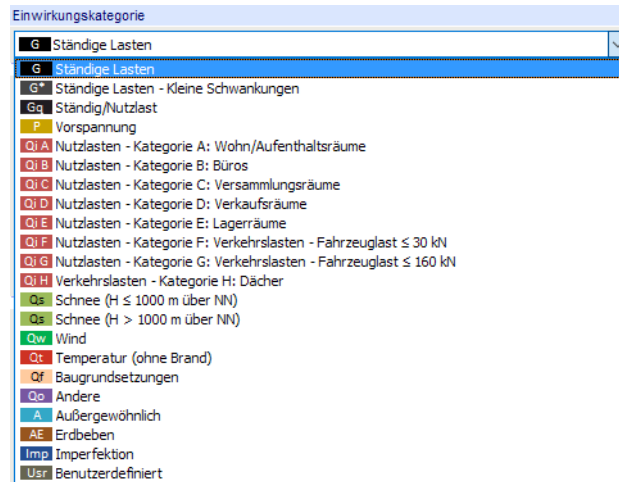 Einwirkungskategorie
G Ständige Lasten
G Ständige Lasten
G* Ständige Lasten - Kleine Schwankungen
Gq Ständig/Nutzlast
P Vorspannung
Qi A Nutzlasten - Kategorie A: Wohn/Aufenthaltsräume
Qi B Nutzlasten - Kategorie B: Büros
Qi C Nutzlasten - Kategorie C: Versammlungsräume
Qi D Nutzlasten - Kategorie D: Verkaufsräume
Qi E Nutzlasten - Kategorie E: Lagerräume
Qi F Nutzlasten - Kategorie F: Verkehrslasten - Fahrzeuglast ≤ 30 kN
Qi G Nutzlasten - Kategorie G: Verkehrslasten - Fahrzeuglast ≤ 160 kN
Qi H Verkehrslasten - Kategorie H: Dächer
Qs Schnee (H ≤ 1000 m über NN)
Qs Schnee (H > 1000 m über NN)
Qw Wind
Qt Temperatur (ohne Brand)
Qf Baugrundsetzungen
Qo Andere
A Außergewöhnlich
AE Erdbeben
Imp Imperfektion
Usr Benutzerdefiniert